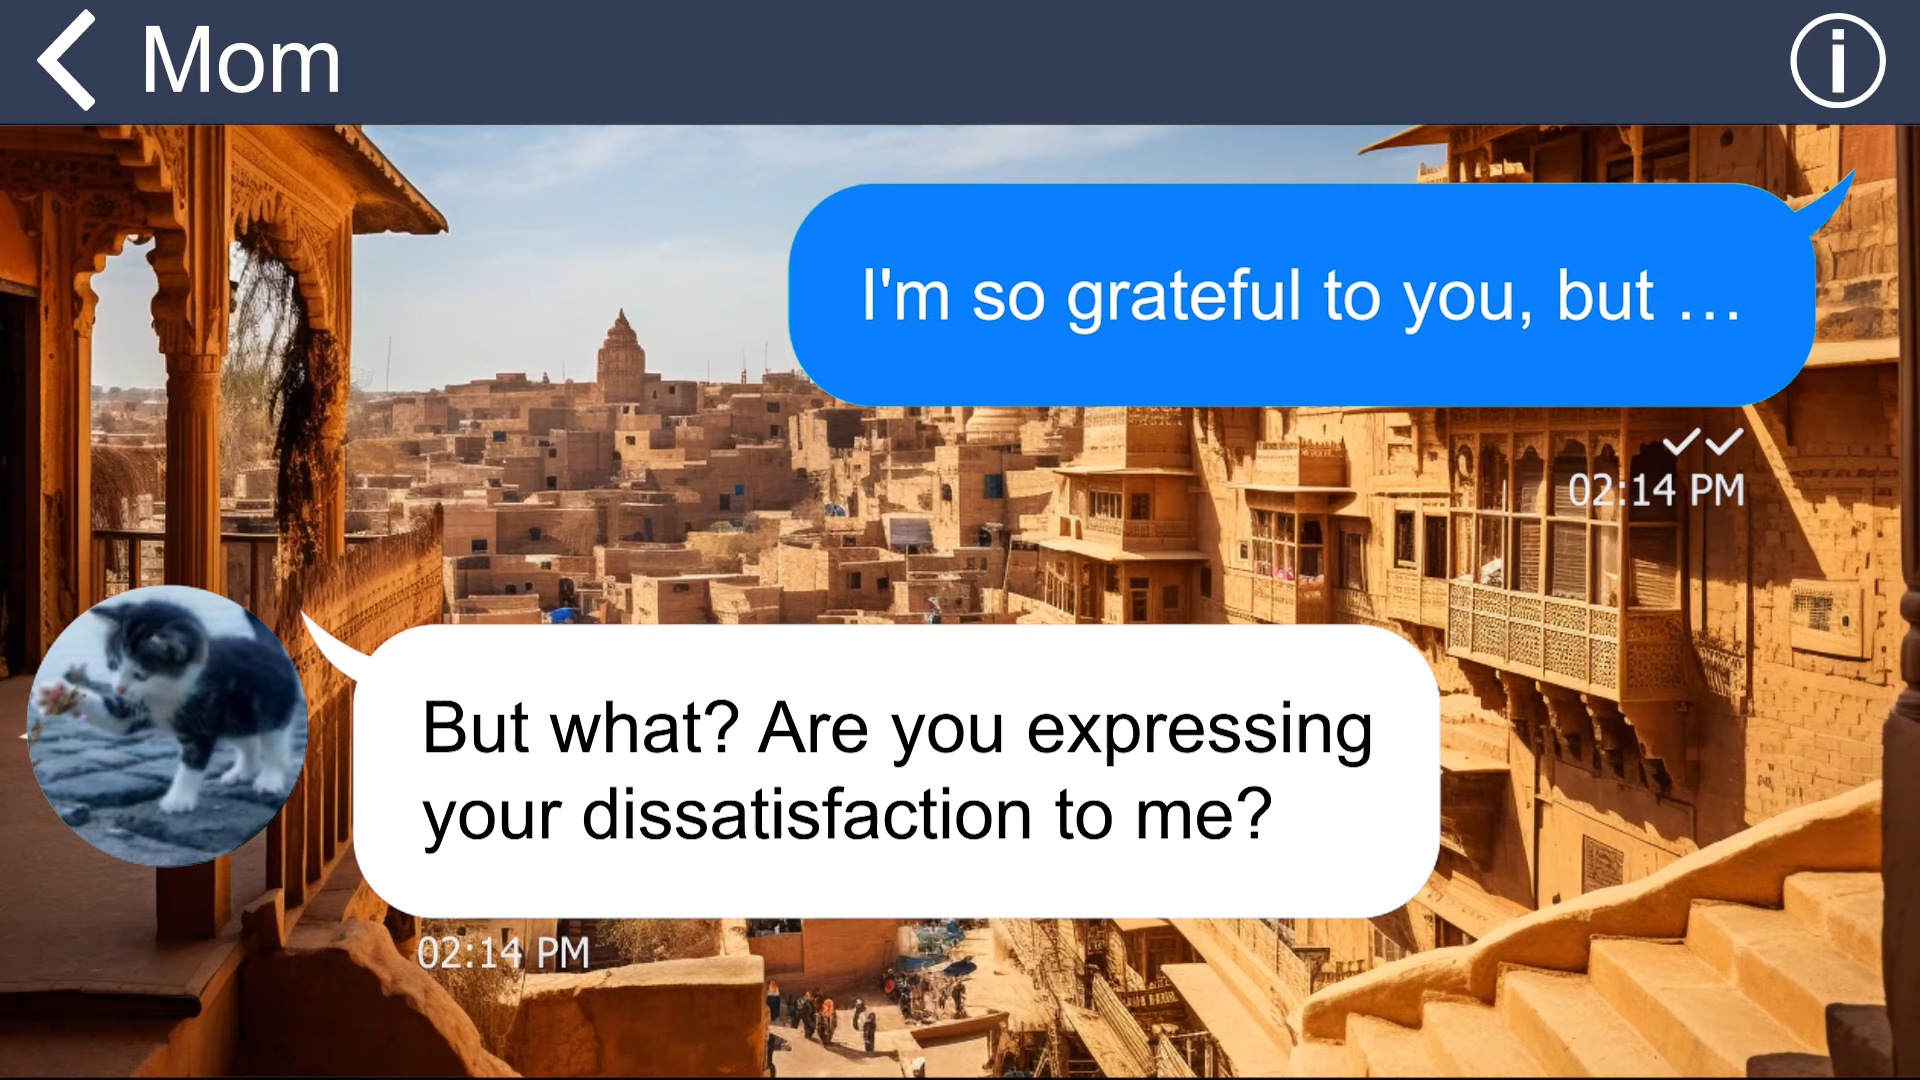 Mom
I'm so grateful to you, but ...
02:14 PM
But what? Are you expressing
your dissatisfaction to me?
02:14 PM